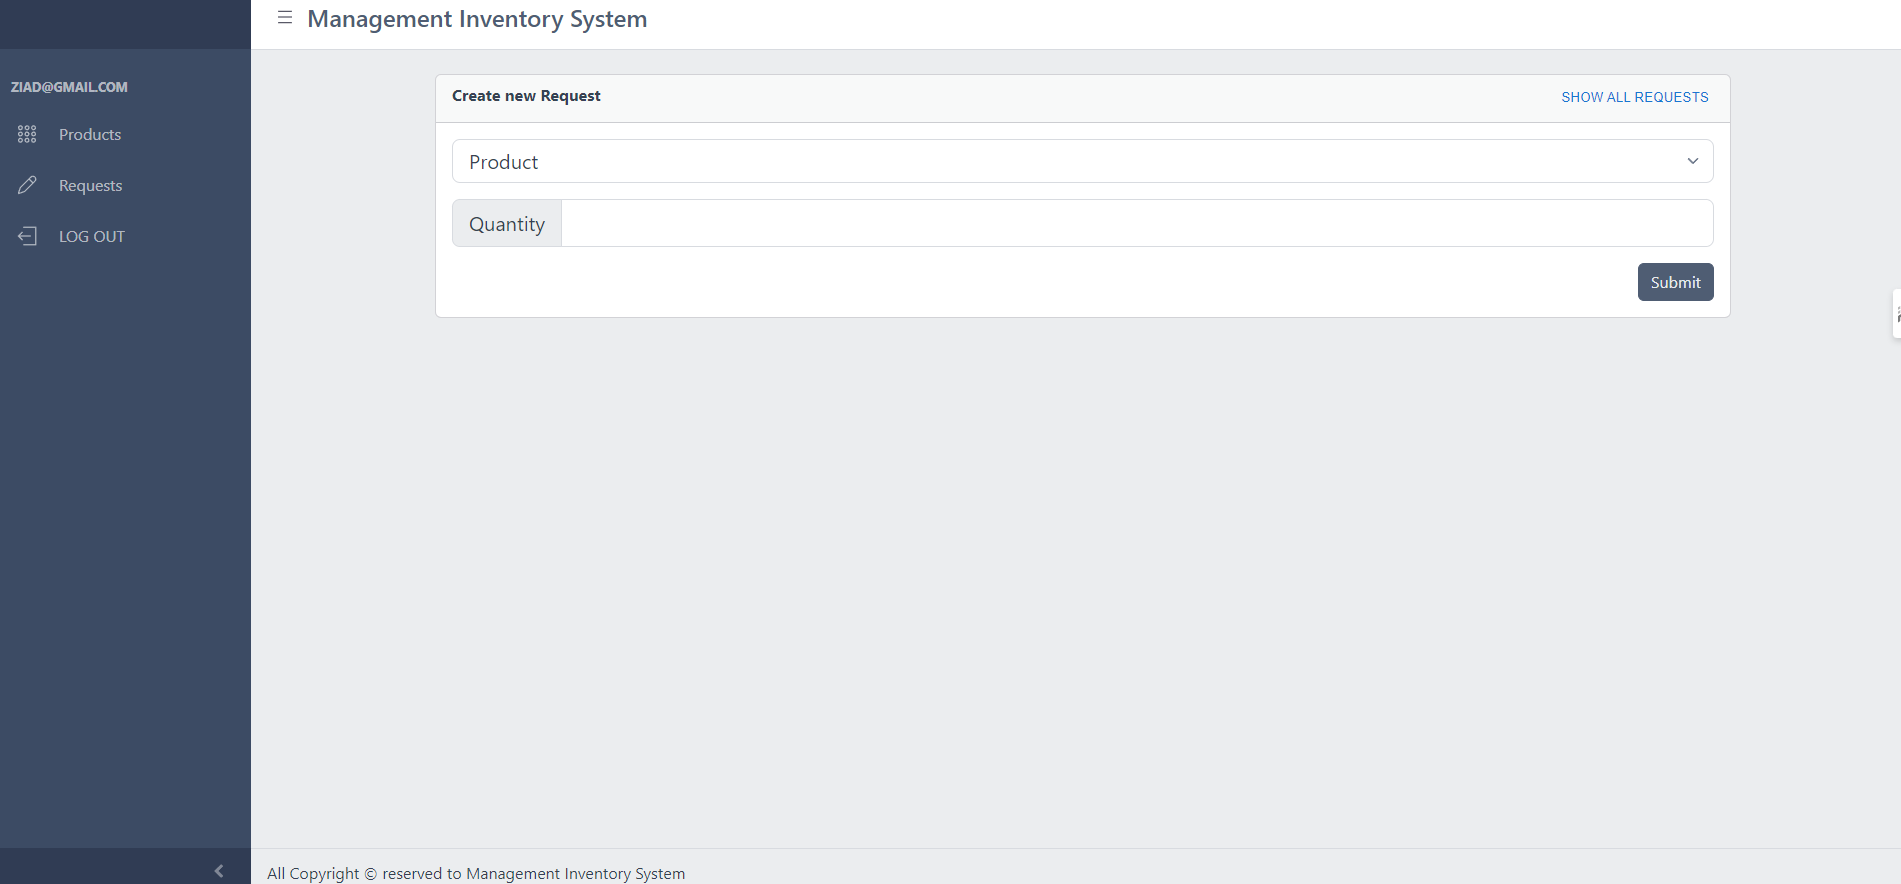 Management Inventory System
ZIAD@GMAIL.COM
Products
Requests
LOG OUT
Create new Request
SHOW ALL REQUESTS
Product
Quantity
Submit
All Copyright © reserved to Management Inventory System